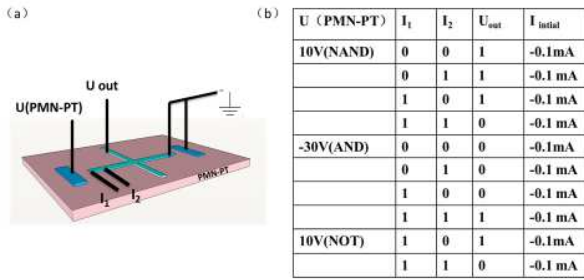 (a)
U out
U(PMN-PT)
I1
I2
PMN-PT
(b)
U (PMN-PT) I1 I2 Uout I intial
10V(NAND) 0 0 1 -0.1mA
0 1 1 -0.1 mA
1 0 1 -0.1 mA
1 1 0 -0.1 mA
-30V(AND) 0 0 0 -0.1mA
0 1 0 -0.1 mA
1 0 0 -0.1 mA
1 1 1 -0.1 mA
10V(NOT) 1 0 1 -0.1mA
1 1 0 -0.1 mA